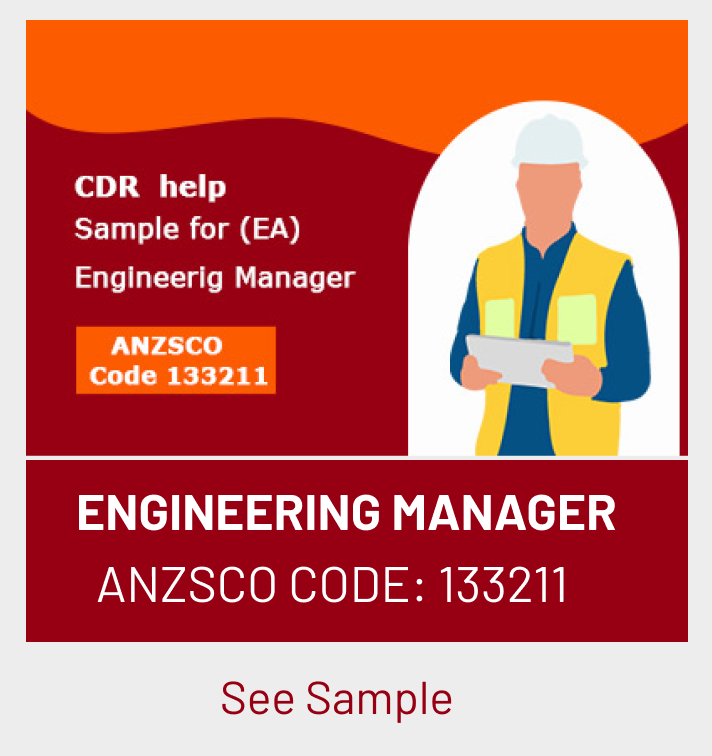 CDR help
Sample for (EA)
Engineerig Manager
ANZSCO
Code 133211
ENGINEERING MANAGER
ANZSCO CODE: 133211
See Sample